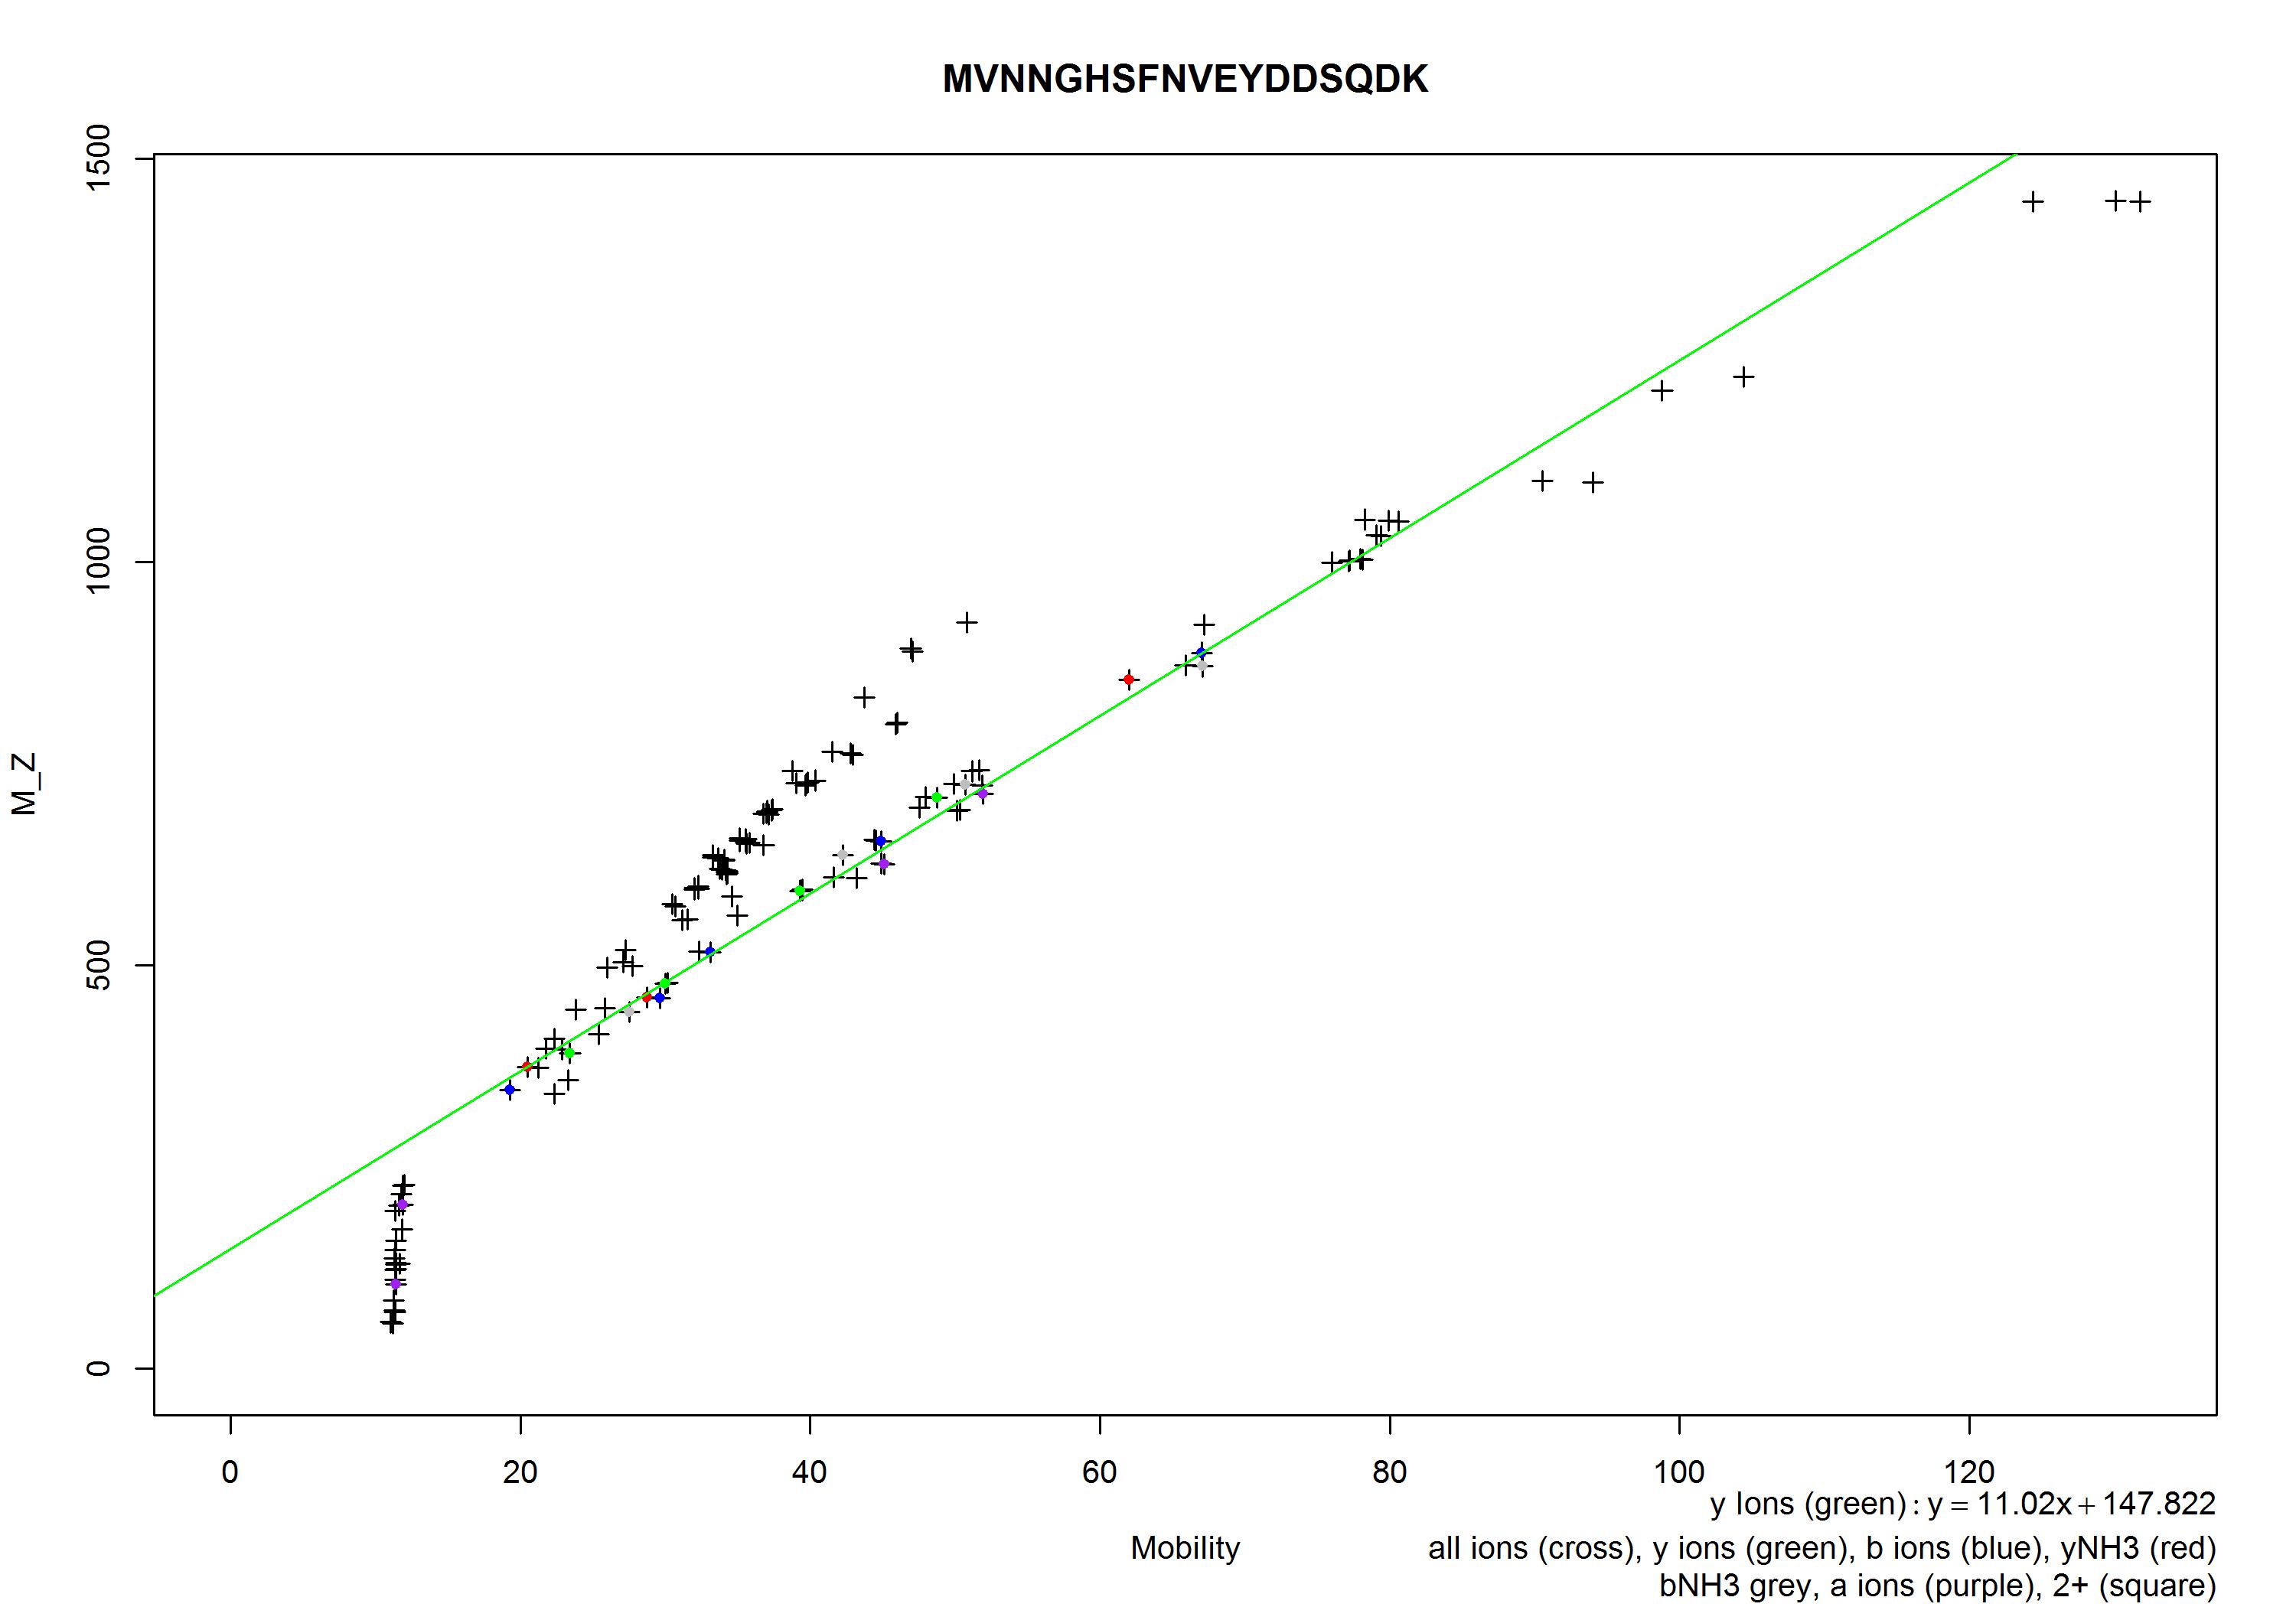 MVNNGHSFNVEYDDSQDK
1500
1000
500
0
M_Z
0 20 40 60 80 100 120
y Ions (green) : y = 11.02x + 147.822
Mobility
all ions (cross), y ions (green), b ions (blue), yNH3 (red)
bNH3 grey, a ions (purple), 2+ (square)